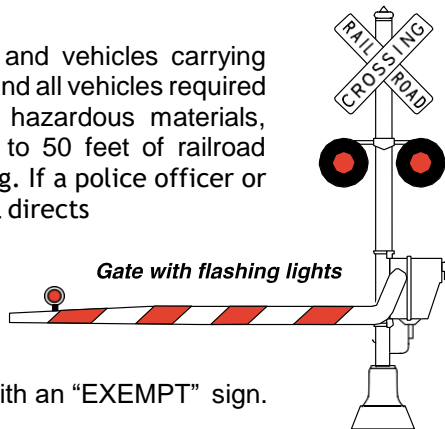 and vehicles carrying
and all vehicles required
hazardous materials,
to 50 feet of railroad
g. If a police officer or
directs
RAIL ROAD
CROSSING
Gate with flashing lights
ith an “EXEMPT” sign.